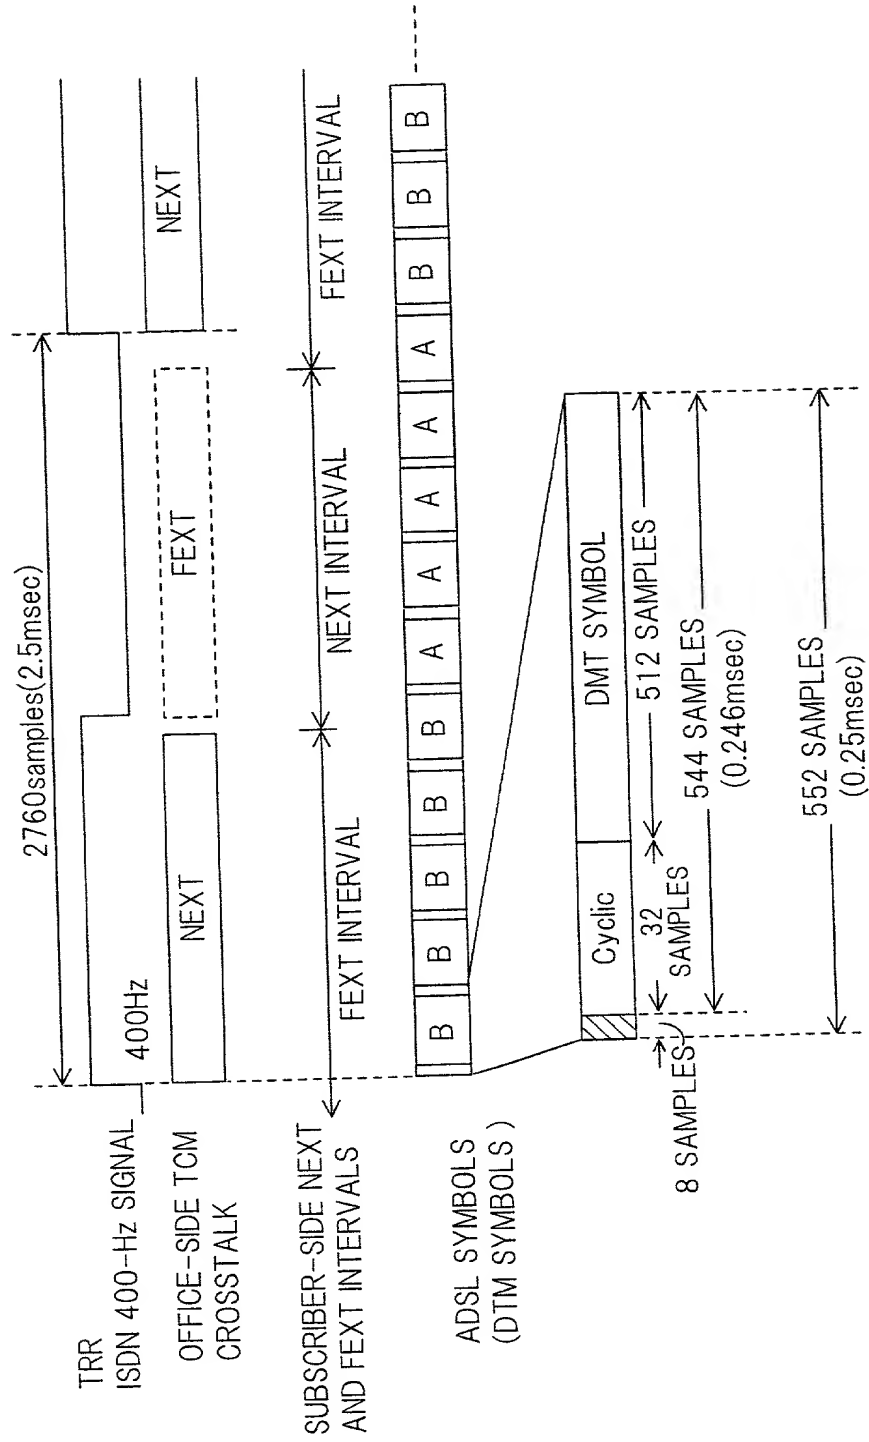 2760samples(2.5msec)
TRR
ISDN 400-Hz SIGNAL
400Hz
OFFICE-SIDE TCM
CROSSTALK
NEXT
FEXT
NEXT
SUBSCRIBER-SIDE NEXT
AND FEXT INTERVALS
FEXT INTERVAL
NEXT INTERVAL
FEXT INTERVAL
ADSL SYMBOLS
(DTM SYMBOLS )
B
B
B
B
B
A
A
A
A
A
B
B
B
Cyclic
DMT SYMBOL
8 SAMPLES
32
SAMPLES
512 SAMPLES
544 SAMPLES
(0.246msec)
552 SAMPLES
(0.25msec)